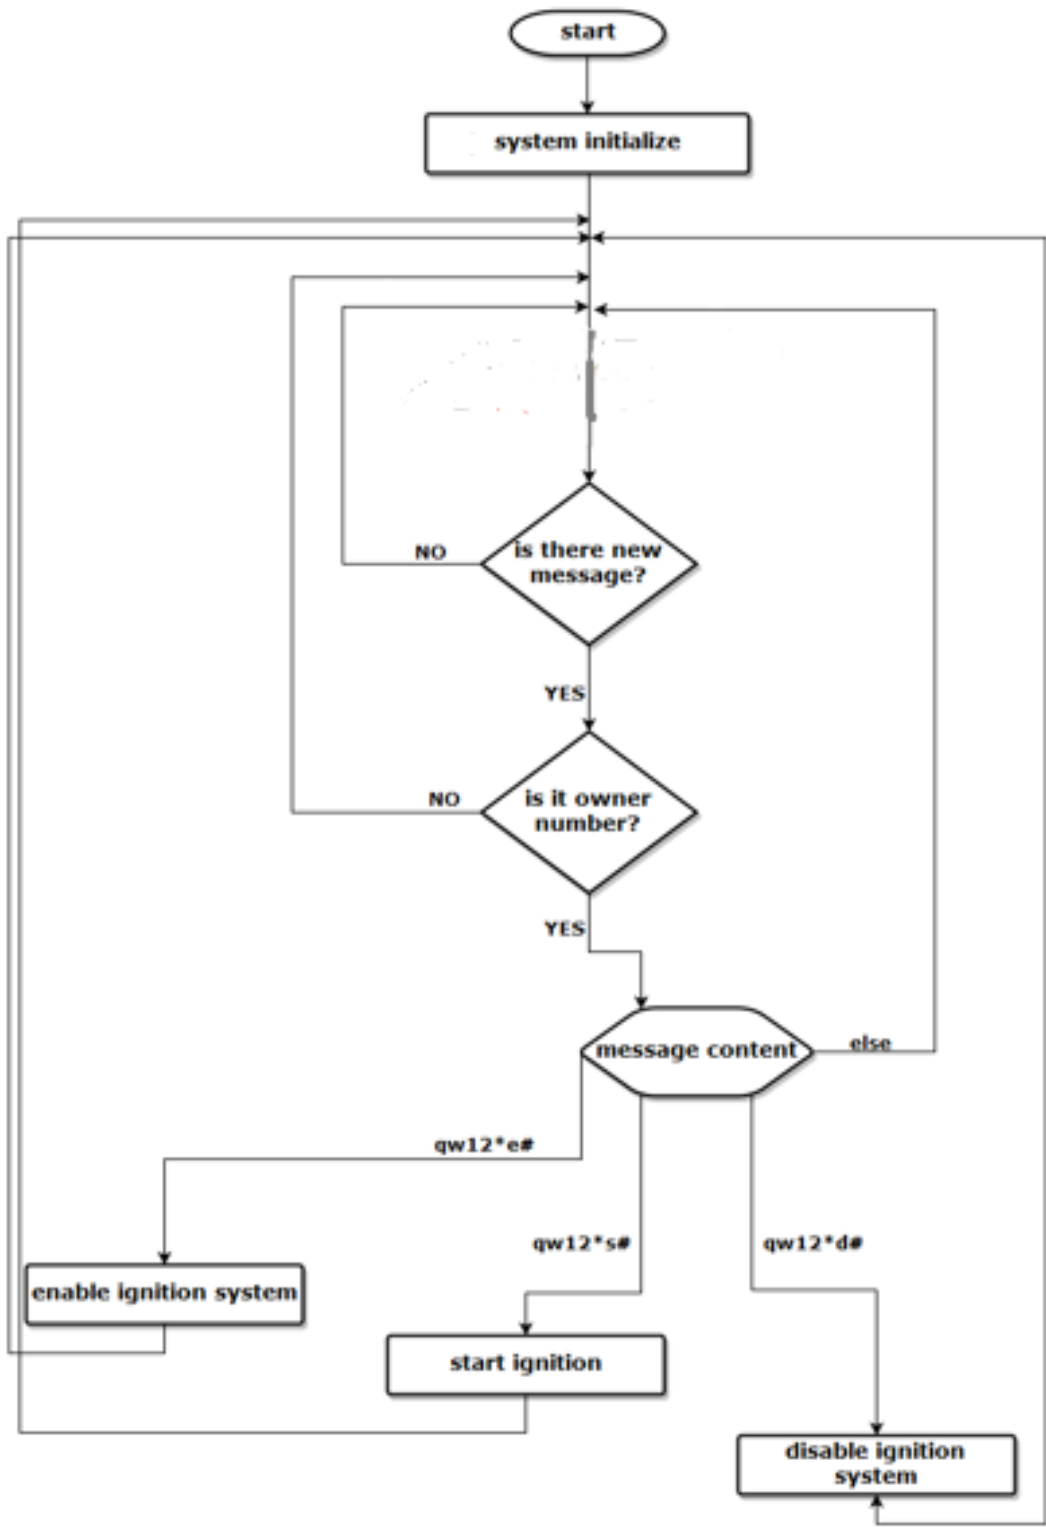 start
system initialize
NO
is there new
message?
YES
NO
is it owner
number?
YES
message content
else
qw12*e#
qw12*s#
qw12*d#
enable ignition system
start ignition
disable ignition
system